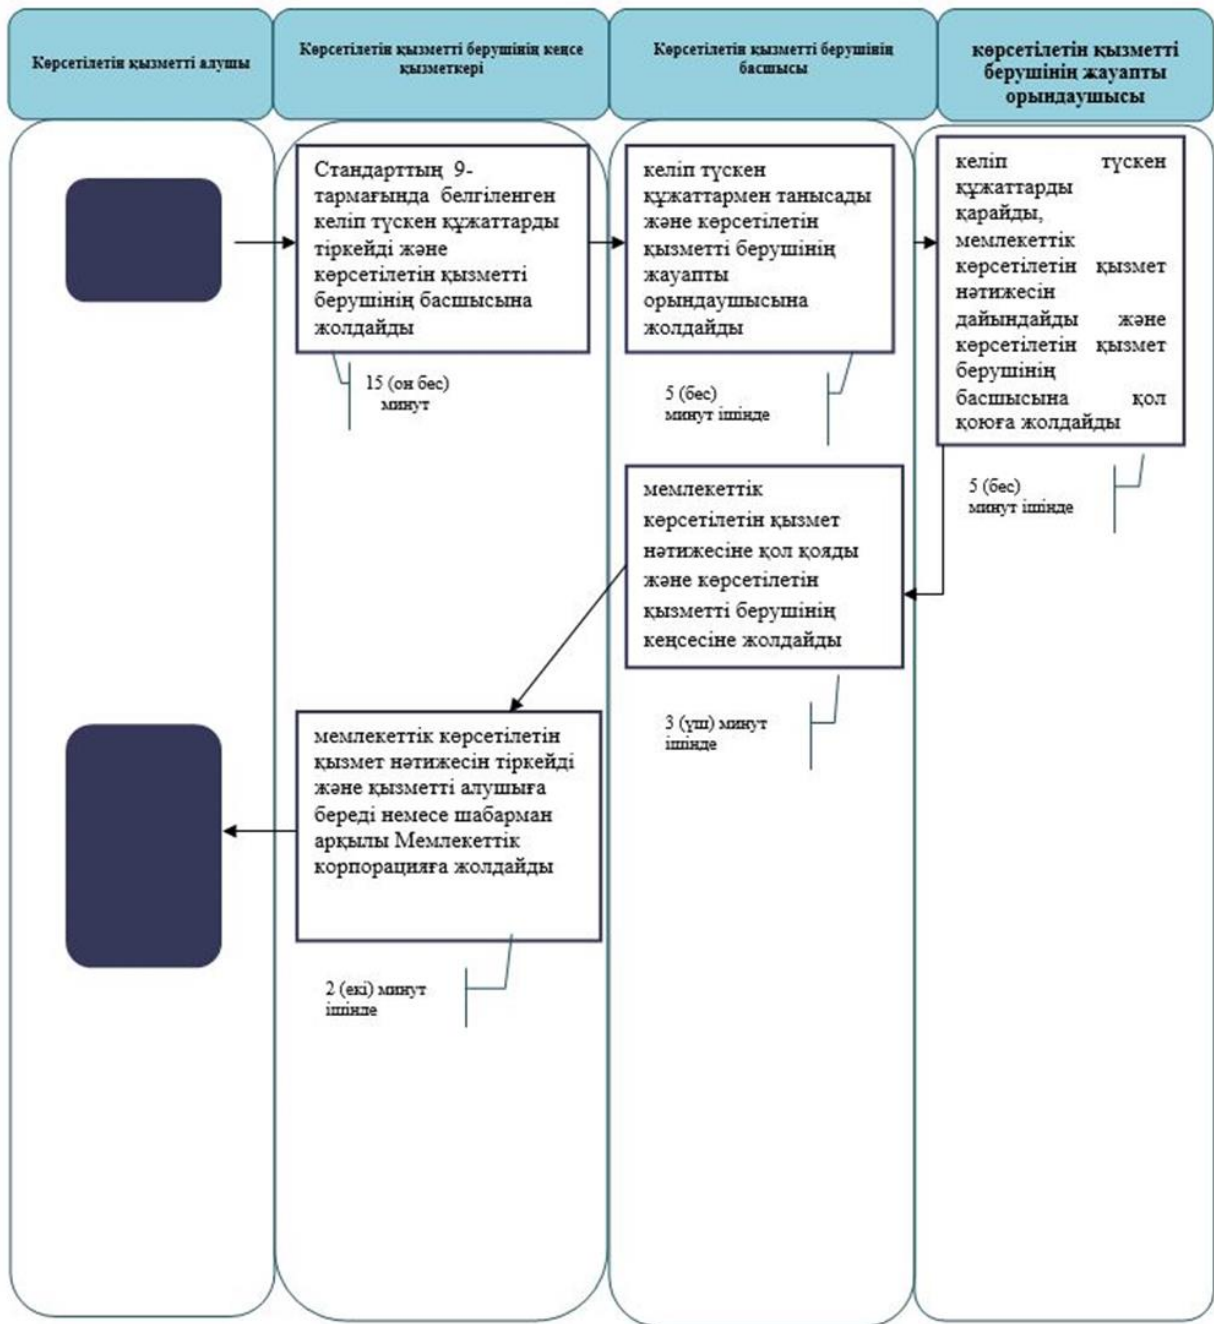 Көрсетілетін қызметті алушы
Көрсетілетін қызметті берушінің кеңсе
қызметкері
Көрсетілетін қызметті берушінің
басшысы
көрсетілетін қызметті
берушінің жауапты
орындаушысы
Стандарттың 9-
тармағында белгіленген
келіп түскен құжаттарды
тіркейді және
көрсетілетін қызметті
берушінің басшысына
жолдайды
15 (он бес)
минут
келіп түскен
құжаттармен танысады
және көрсетілетін
қызметті берушінің
жауапты
орындаушысына
жолдайды
5 (бес)
минут ішінде
келіп түскен
құжаттарды
қарайды,
мемлекеттік
көрсетілетін қызмет
нәтижесін
дайындайды және
көрсетілетін қызмет
берушінің
басшысына қол
қоюға жолдайды
5 (бес)
минут ішінде
мемлекеттік
көрсетілетін қызмет
нәтижесіне қол қояды
және көрсетілетін
қызметті берушінің
кеңсесіне жолдайды
3 (үш) минут
ішінде
мемлекеттік көрсетілетін
қызмет нәтижесін тіркейді
және қызметті алушыға
береді немесе шабарман
арқылы Мемлекеттік
корпорацияға жолдайды
2 (екі) минут
ішінде